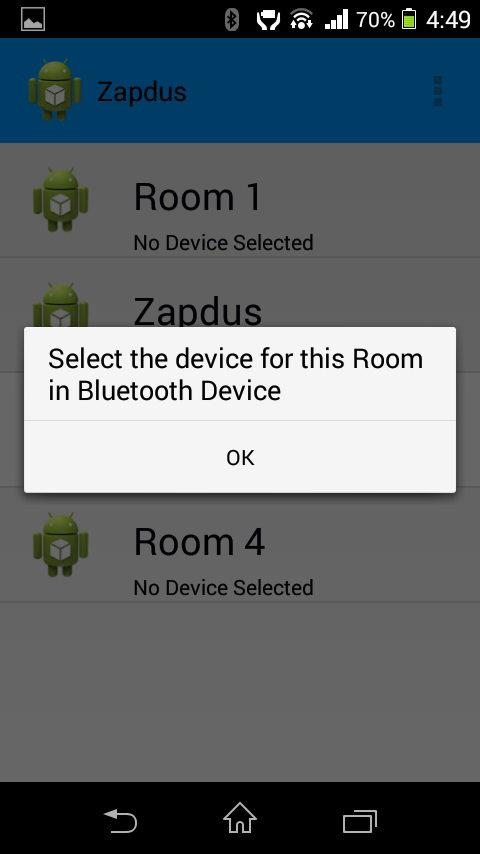 70% 4:49
Zapdus
Room 1
No Device Selected
Zapdus
Select the device for this Room
in Bluetooth Device
OK
Room 4
No Device Selected